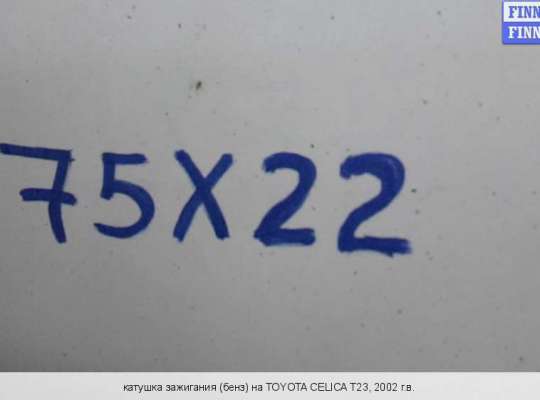 FINN
FINN
75X22
катушка зажигания (бенз) на TOYOTA CELICA T23, 2002 г.в.